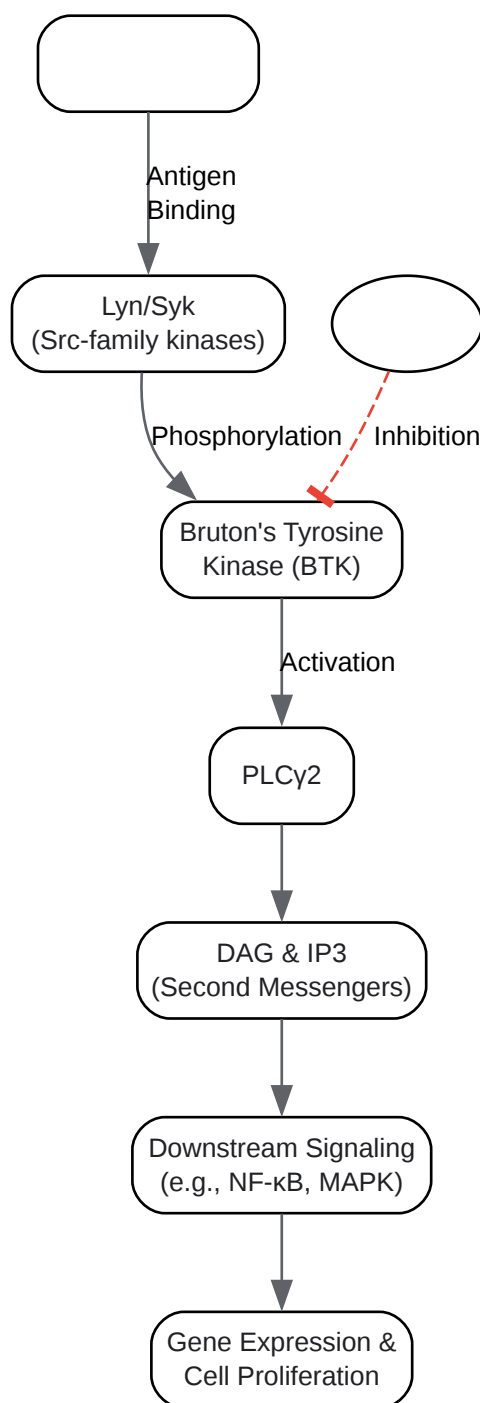 Antigen
Binding
Lyn/Syk
(Src-family kinases)
Phosphorylation
Inhibition
Bruton's Tyrosine
Kinase (BTK)
Activation
PLCγ2
DAG & IP3
(Second Messengers)
Downstream Signaling
(e.g., NF-κB, MAPK)
Gene Expression &
Cell Proliferation